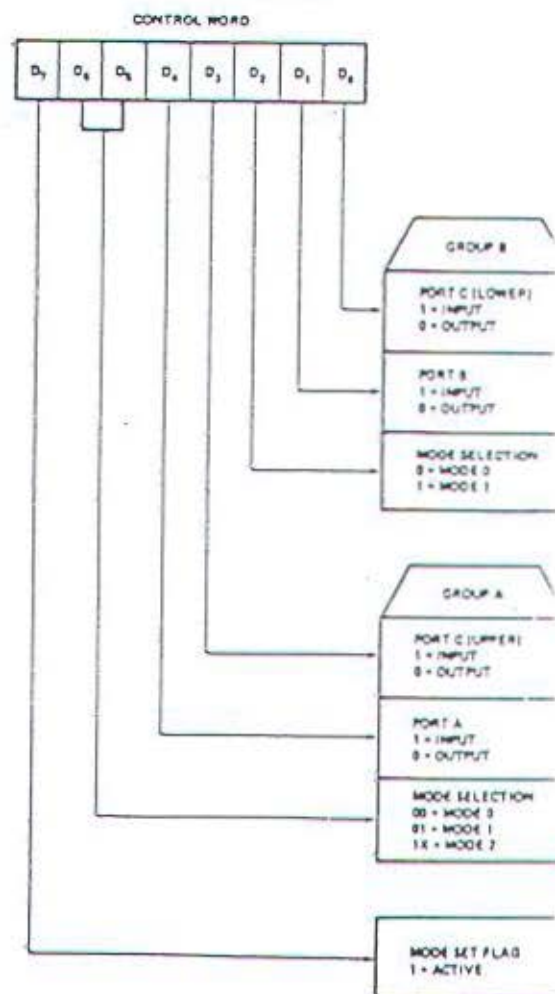 CONTROL WORD
D7 D6 D5 D4 D3 D2 D1 D0
GROUP B
PORT C (LOWER)
1 = INPUT
0 = OUTPUT
PORT B
1 = INPUT
0 = OUTPUT
MODE SELECTION
0 = MODE 0
1 = MODE 1
GROUP A
PORT C (UPPER)
1 = INPUT
0 = OUTPUT
PORT A
1 = INPUT
0 = OUTPUT
MODE SELECTION
00 = MODE 0
01 = MODE 1
1X = MODE 2
MODE SET FLAG
1 = ACTIVE